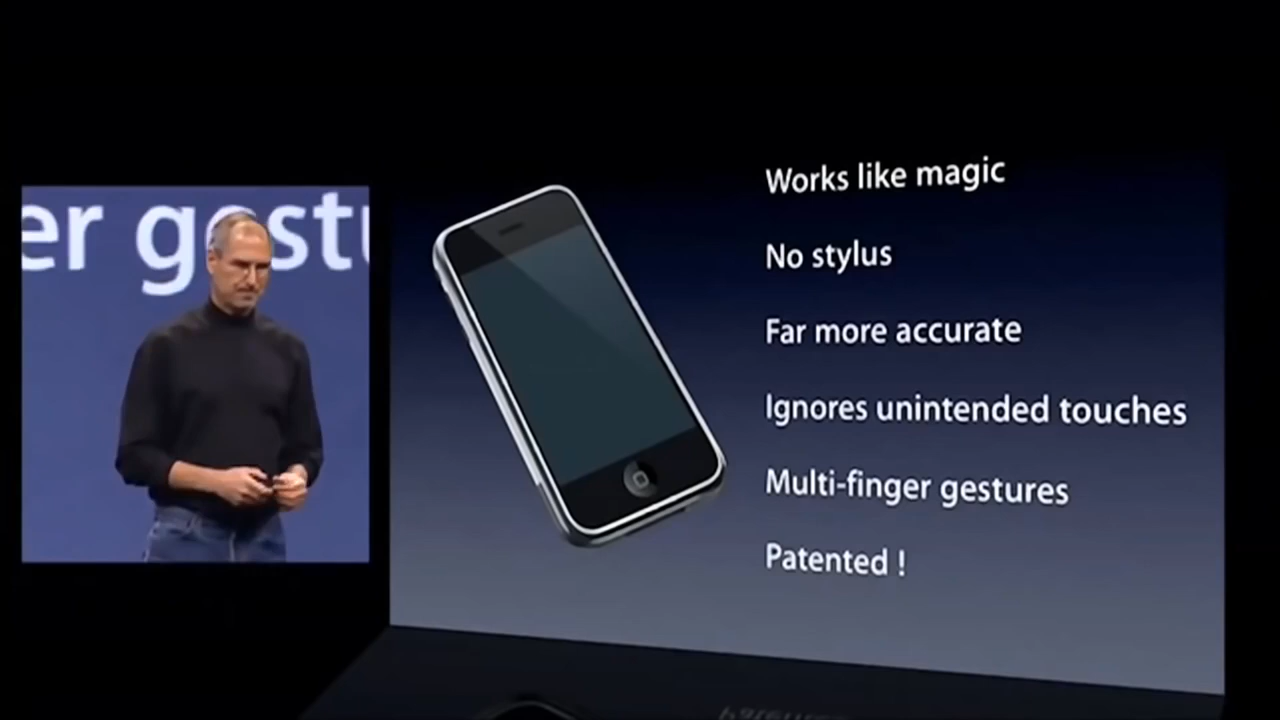 er gestu
Works like magic
No stylus
Far more accurate
Ignores unintended touches
Multi-finger gestures
Patented !